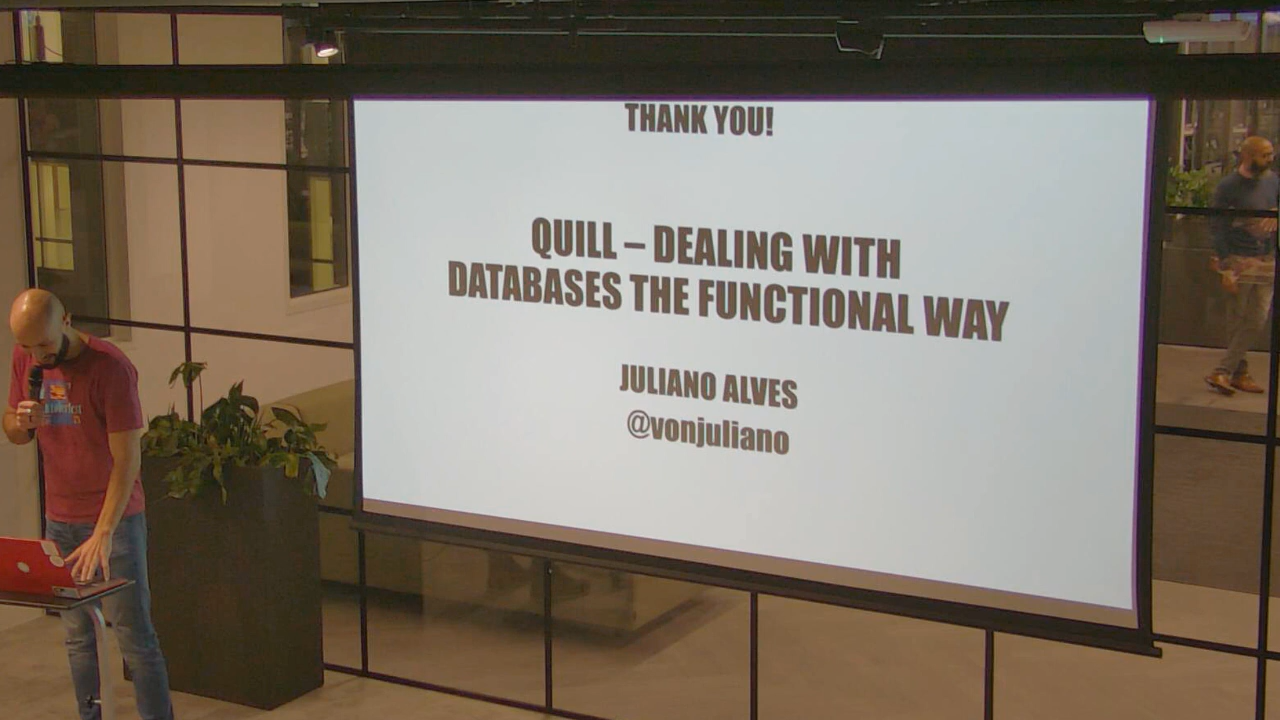 THANK YOU!
QUILL – DEALING WITH
DATABASES THE FUNCTIONAL WAY
JULIANO ALVES
@vonjuliano